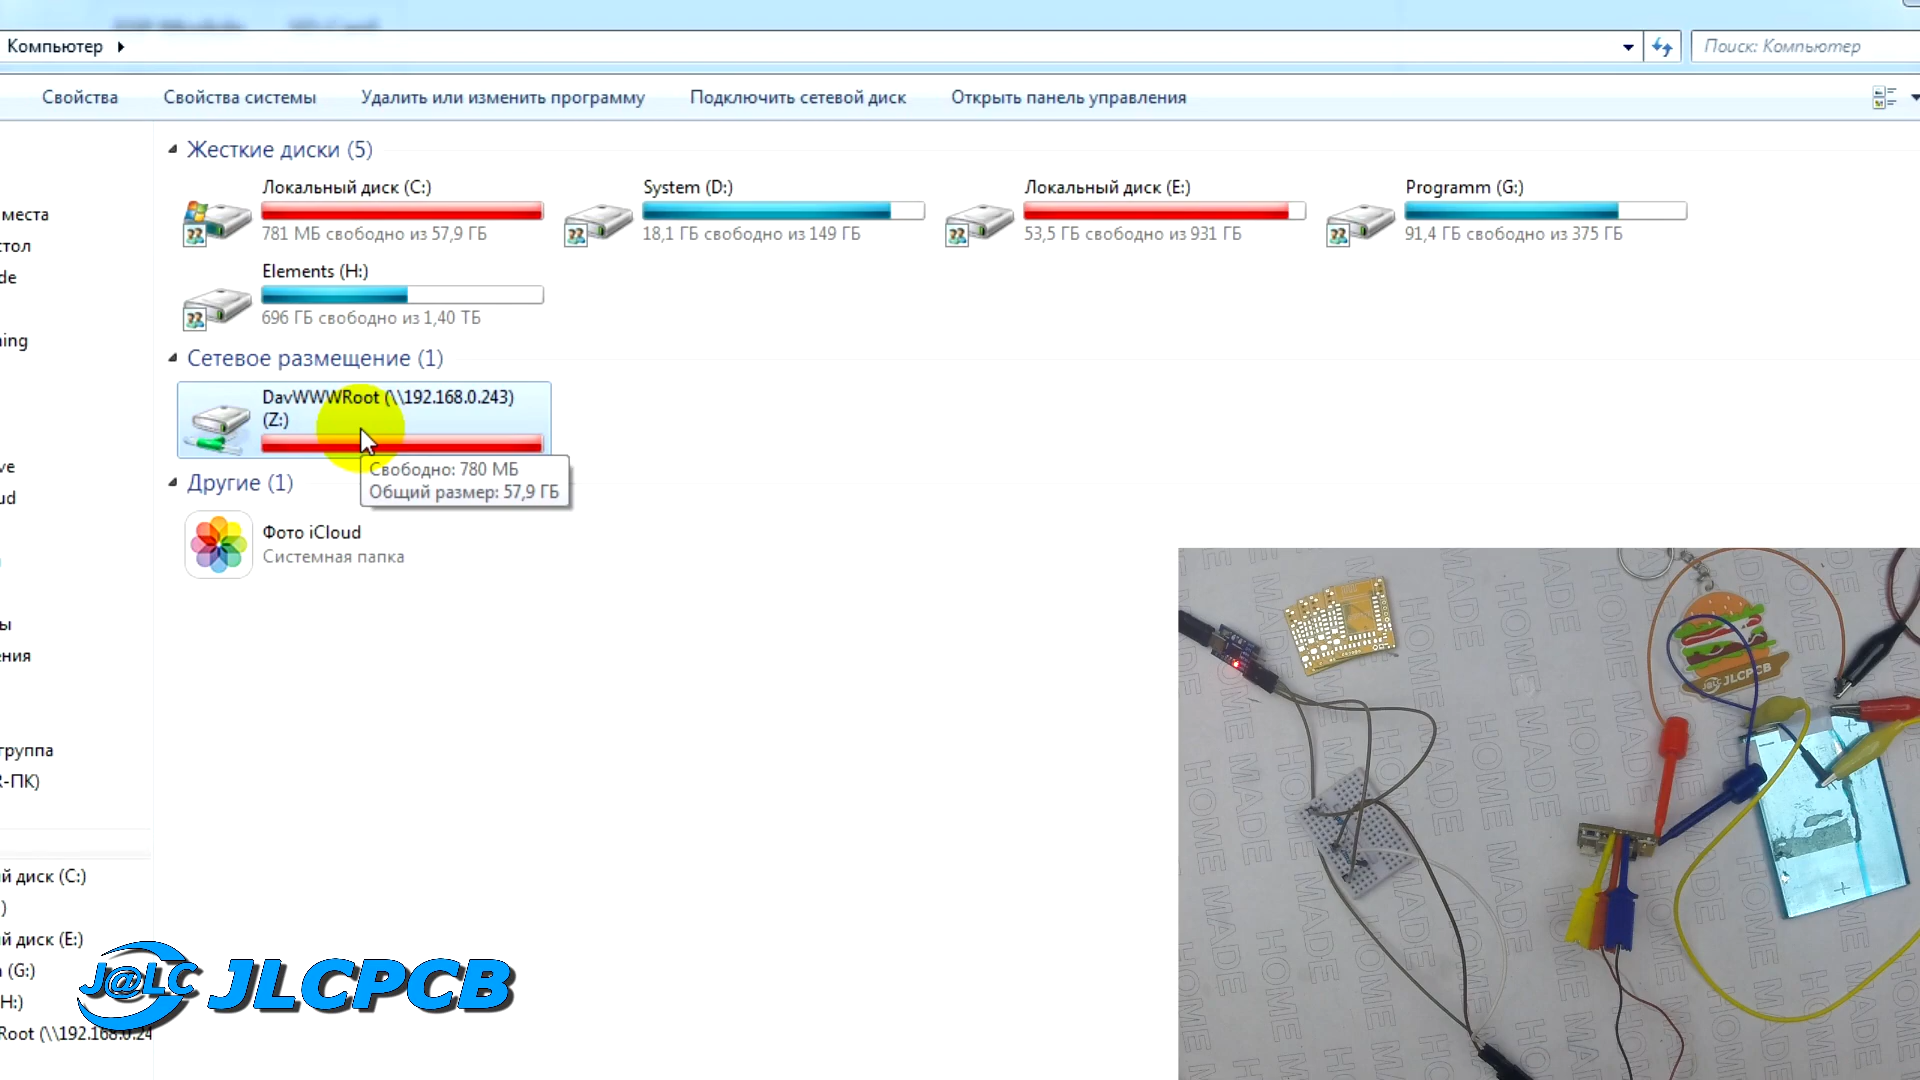 Компьютер
Поиск: Компьютер
Свойства
Свойства системы
Удалить или изменить программу
Подключить сетевой диск
Открыть панель управления
Жесткие диски (5)
Локальный диск (C:)
781 МБ свободно из 57,9 ГБ
System (D:)
18,1 ГБ свободно из 149 ГБ
Локальный диск (E:)
53,5 ГБ свободно из 931 ГБ
Programm (G:)
91,4 ГБ свободно из 375 ГБ
Elements (H:)
696 ГБ свободно из 1,40 ТБ
Сетевое размещение (1)
DavWWWRoot (\\192.168.0.243)
(Z:)
Свободно: 780 МБ
Общий размер: 57,9 ГБ
Другие (1)
Фото iCloud
Системная папка
места
стол
de
ing
ve
ud
ы
ения
группа
R-ПК)
й диск (C:)
)
й диск (E:)
(G:)
H:)
Root (\\192.168.0.24
J@LC JLCPCB
HOME MADE
J@LC JLCPCB